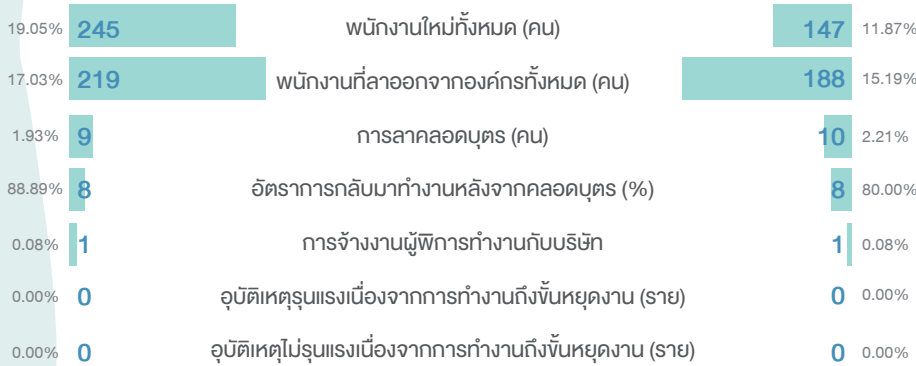 19.05% 245 พนักงานใหม่ทั้งหมด (คน) 147 11.87%
17.03% 219 พนักงานที่ลาออกจากองค์กรทั้งหมด (คน) 188 15.19%
1.93% 9 การลาคลอดบุตร (คน) 10 2.21%
88.89% 8 อัตราการกลับมาทำงานหลังจากคลอดบุตร (%) 8 80.00%
0.08% 1 การจ้างงานผู้พิการทำงานกับบริษัท 1 0.08%
0.00% 0 อุบัติเหตุรุนแรงเนื่องจากการทำงานถึงขั้นหยุดงาน (ราย) 0 0.00%
0.00% 0 อุบัติเหตุไม่รุนแรงเนื่องจากการทำงานถึงขั้นหยุดงาน (ราย) 0 0.00%